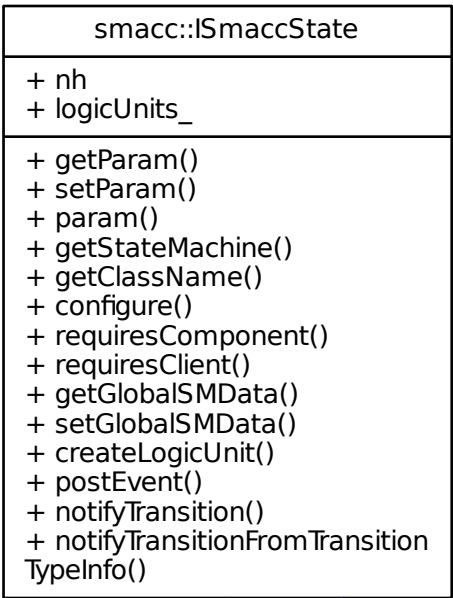 smacc::ISmaccState
+ nh
+ logicUnits_
+ getParam()
+ setParam()
+ param()
+ getStateMachine()
+ getClassName()
+ configure()
+ requiresComponent()
+ requiresClient()
+ getGlobalSMData()
+ setGlobalSMData()
+ createLogicUnit()
+ postEvent()
+ notifyTransition()
+ notifyTransitionFromTransition
TypeInfo()